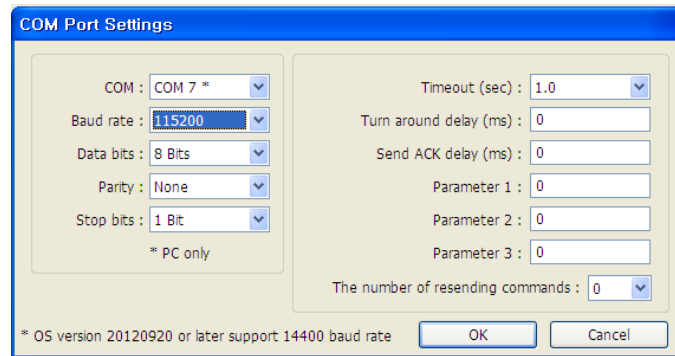 COM Port Settings
COM : COM 7 *
Baud rate : 115200
Data bits : 8 Bits
Parity : None
Stop bits : 1 Bit
* PC only
Timeout (sec) : 1.0
Turn around delay (ms) : 0
Send ACK delay (ms) : 0
Parameter 1 : 0
Parameter 2 : 0
Parameter 3 : 0
The number of resending commands : 0
* OS version 20120920 or later support 14400 baud rate
OK
Cancel